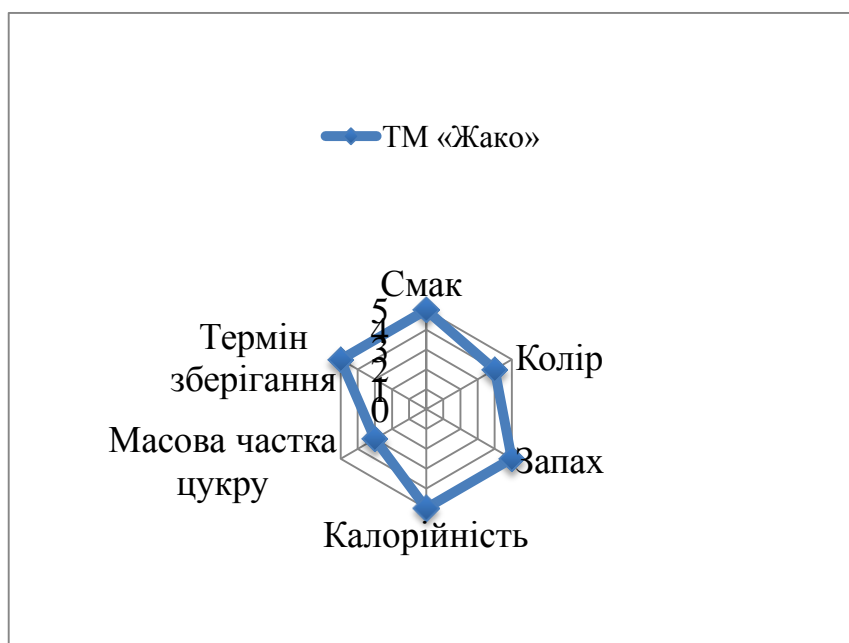 ТМ «Жако»
Смак
5
4
3
2
1
0
Колір
Запах
Калорійність
Масова частка
цукру
Термін
зберігання